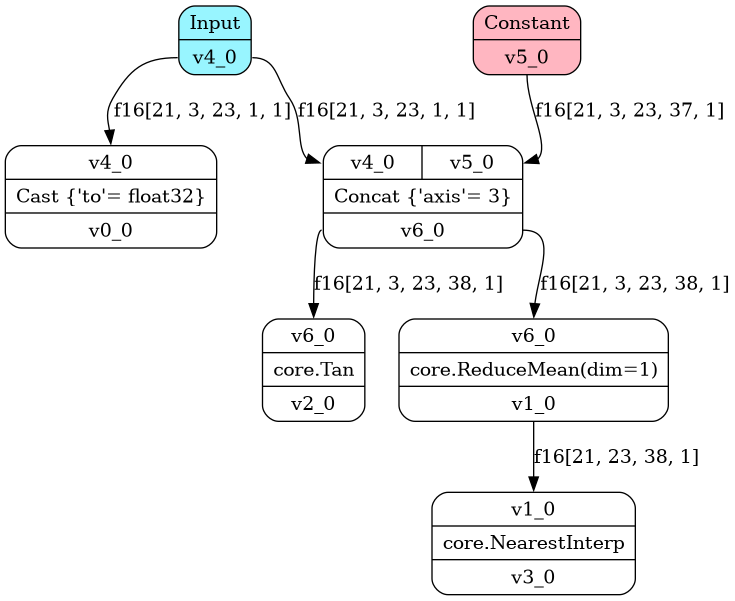 Input
v4_0
Constant
v5_0
f16[21, 3, 23, 1, 1]
f16[21, 3, 23, 1, 1]
f16[21, 3, 23, 37, 1]
v4_0
Cast {'to'= float32}
v0_0
v4_0 v5_0
Concat {'axis'= 3}
v6_0
f16[21, 3, 23, 38, 1]
f16[21, 3, 23, 38, 1]
v6_0
core.Tan
v2_0
v6_0
core.ReduceMean(dim=1)
v1_0
f16[21, 23, 38, 1]
v1_0
core.NearestInterp
v3_0